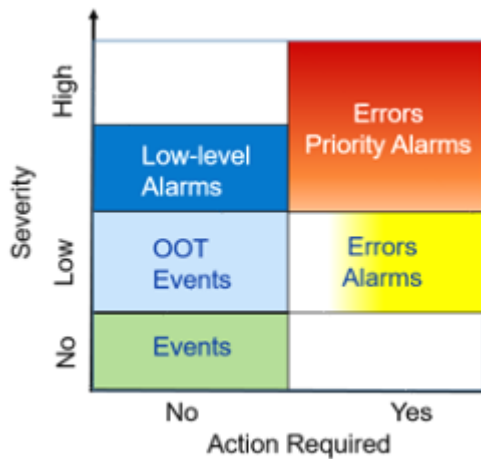 Severity
High
Low
No
Errors
Priority Alarms
Low-level
Alarms
OOT
Events
Errors
Alarms
Events
No
Yes
Action Required